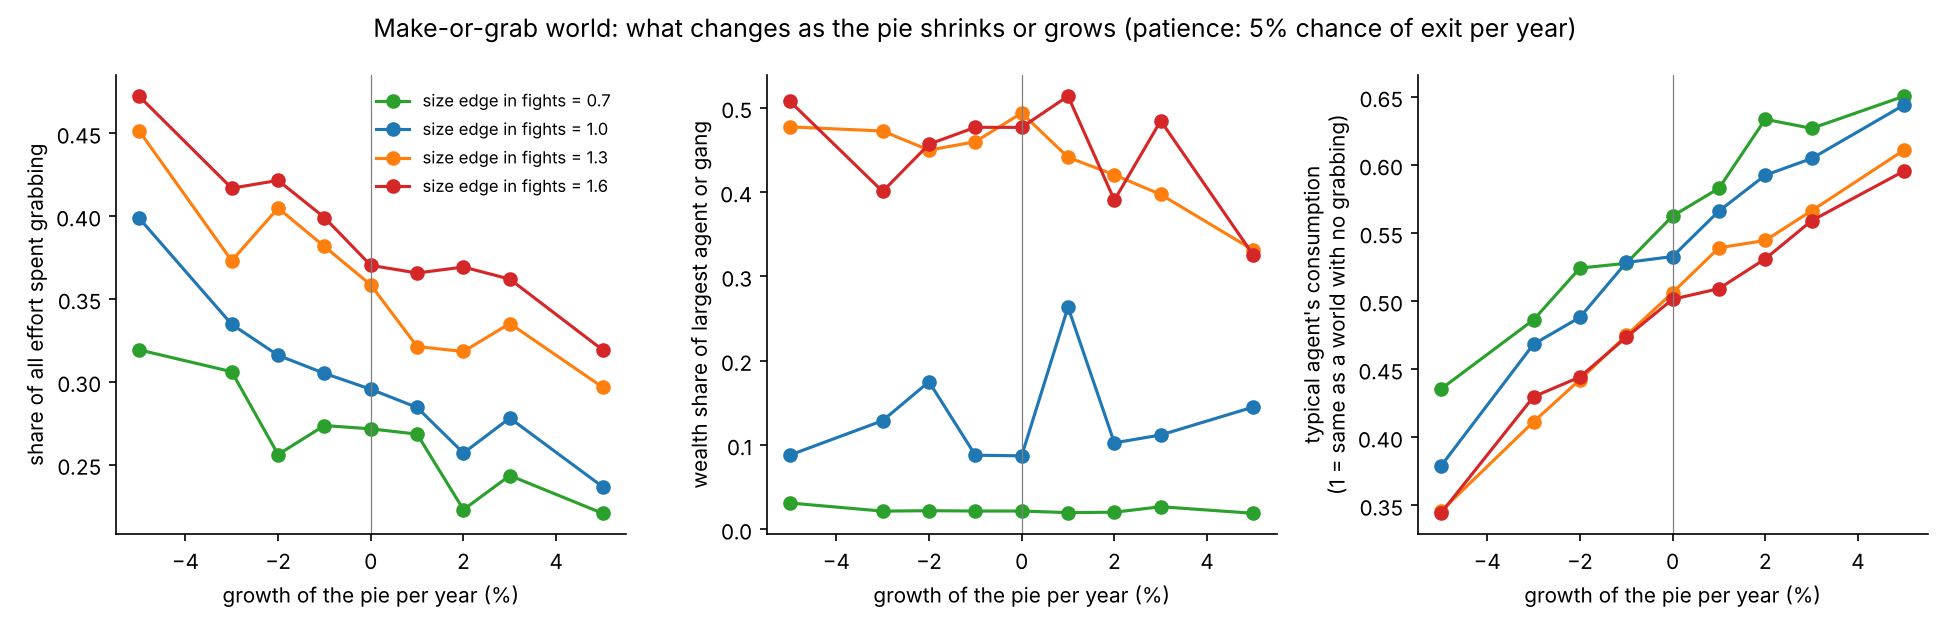 Make-or-grab world: what changes as the pie shrinks or grows (patience: 5% chance of exit per year)
share of all effort spent grabbing
0.45
0.40
0.35
0.30
0.25
size edge in fights = 0.7
size edge in fights = 1.0
size edge in fights = 1.3
size edge in fights = 1.6
−4
−2
0
2
4
growth of the pie per year (%)
wealth share of largest agent or gang
0.5
0.4
0.3
0.2
0.1
0.0
−4
−2
0
2
4
growth of the pie per year (%)
typical agent's consumption
(1 = same as a world with no grabbing)
0.65
0.60
0.55
0.50
0.45
0.40
0.35
−4
−2
0
2
4
growth of the pie per year (%)